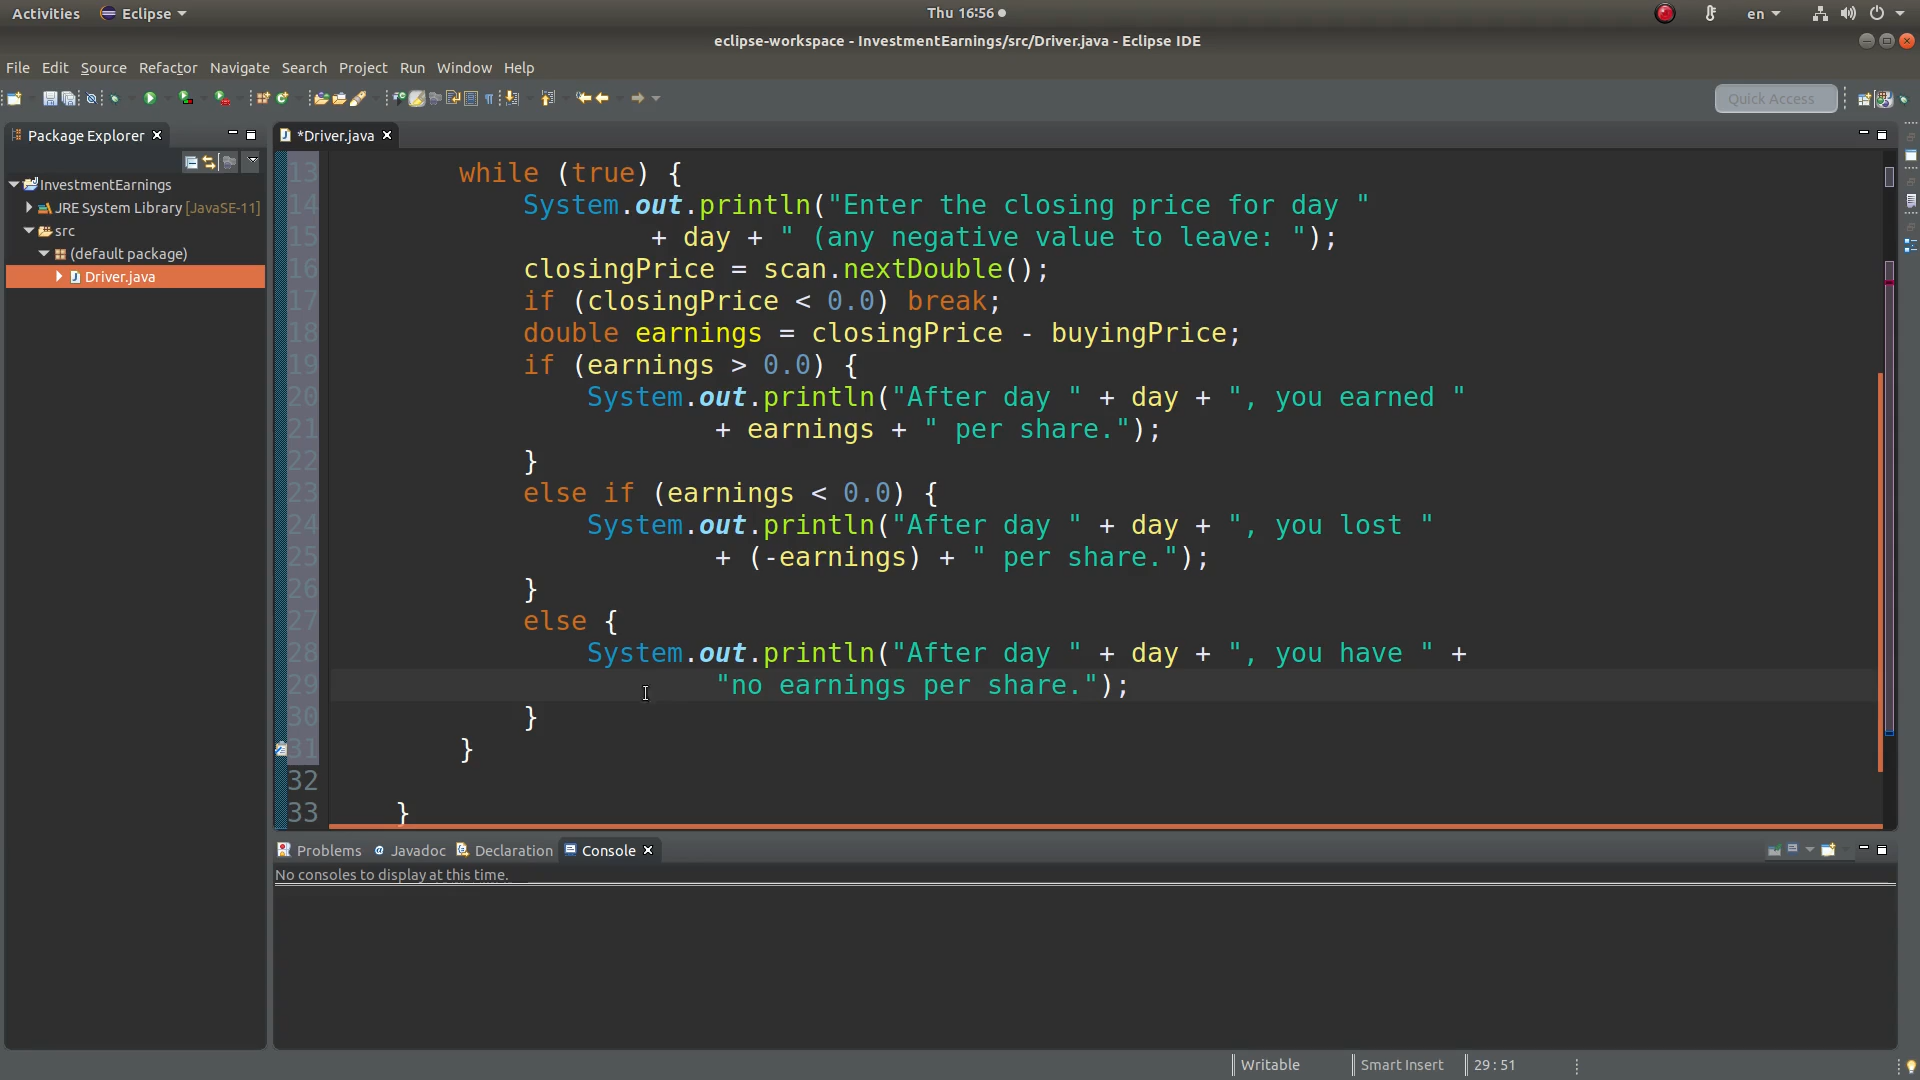 Activities Eclipse Thu 16:56 en
eclipse-workspace - InvestmentEarnings/src/Driver.java - Eclipse IDE
File Edit Source Refactor Navigate Search Project Run Window Help
Quick Access
Package Explorer
InvestmentEarnings
JRE System Library [JavaSE-11]
src
(default package)
Driver.java
*Driver.java
13 while (true) {
14 System.out.println("Enter the closing price for day "
15 + day + " (any negative value to leave: ");
16 closingPrice = scan.nextDouble();
17 if (closingPrice < 0.0) break;
18 double earnings = closingPrice - buyingPrice;
19 if (earnings > 0.0) {
20 System.out.println("After day " + day + ", you earned "
21 + earnings + " per share.");
22 }
23 else if (earnings < 0.0) {
24 System.out.println("After day " + day + ", you lost "
25 + (-earnings) + " per share.");
26 }
27 else {
28 System.out.println("After day " + day + ", you have " +
29 "no earnings per share.");
30 }
31 }
32
33 }
Problems Javadoc Declaration Console
No consoles to display at this time.
Writable Smart Insert 29 : 51